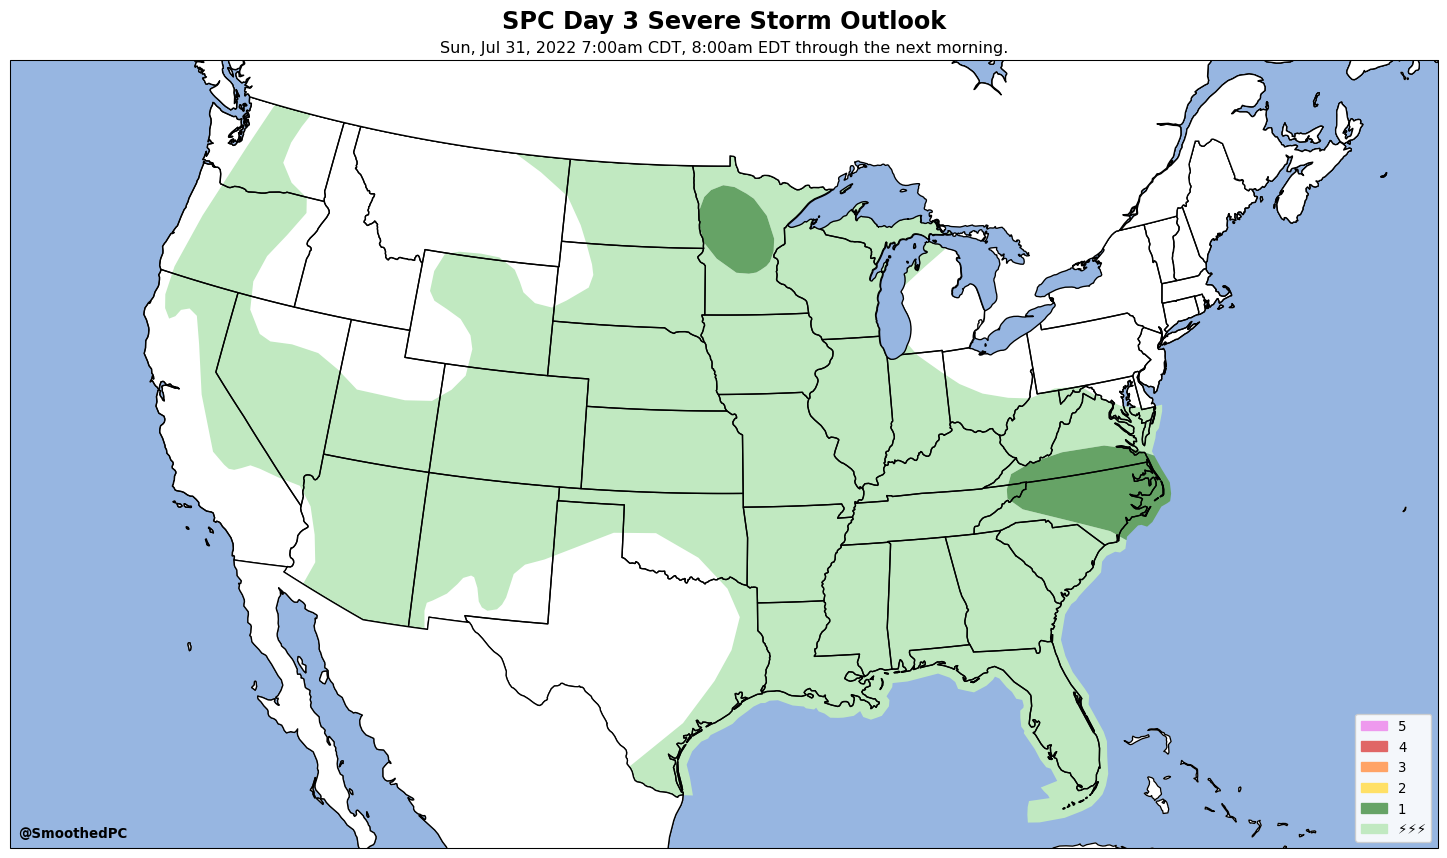 SPC Day 3 Severe Storm Outlook
Sun, Jul 31, 2022 7:00am CDT, 8:00am EDT through the next morning.
5
4
3
2
1
⚡⚡⚡
@SmoothedPC